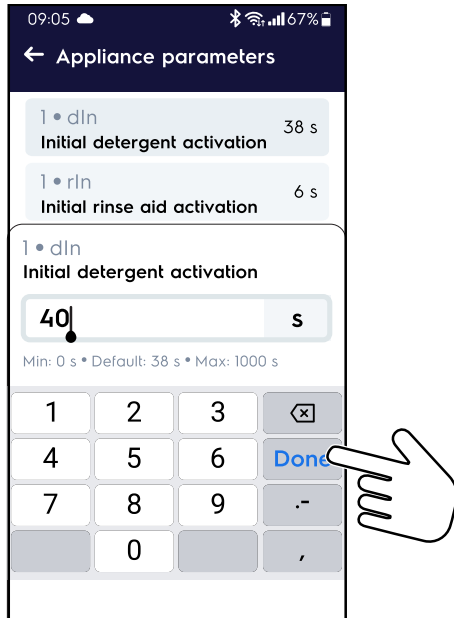 09:05 67%
← Appliance parameters
1 • dIn
Initial detergent activation
38 s
1 • rIn
Initial rinse aid activation
6 s
1 • dIn
Initial detergent activation
40 s
Min: 0 s • Default: 38 s • Max: 1000 s
1 2 3
4 5 6 Done
7 8 9 .-
0 ,